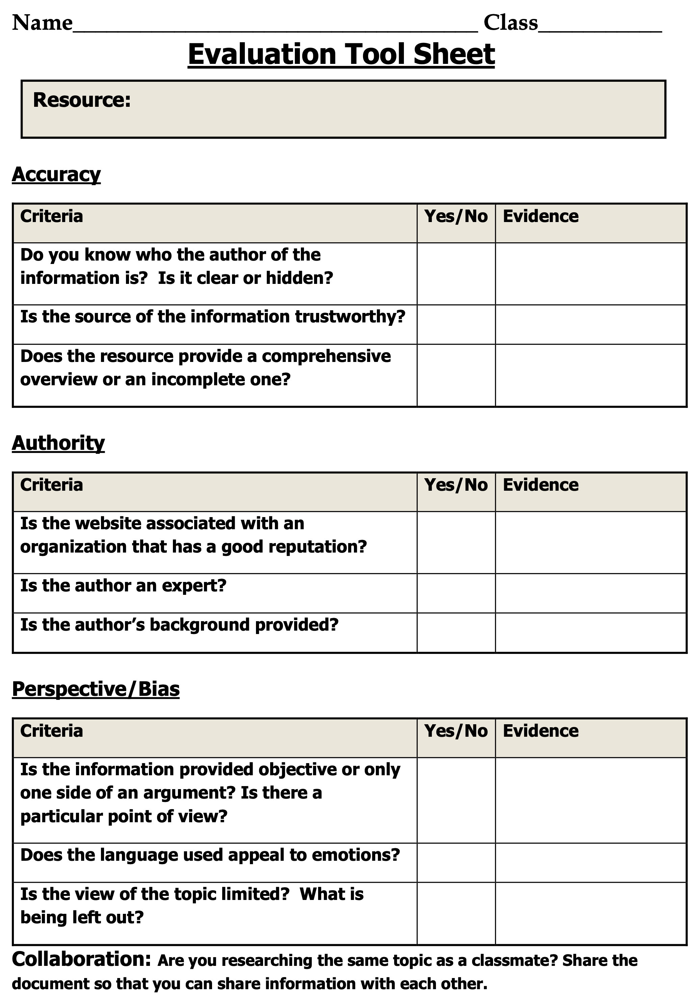 Name____________________________________ Class___________
Evaluation Tool Sheet
Resource:
Accuracy
Criteria Yes/No Evidence
Do you know who the author of the
information is?  Is it clear or hidden?
Is the source of the information trustworthy?
Does the resource provide a comprehensive
overview or an incomplete one?
Authority
Criteria Yes/No Evidence
Is the website associated with an
organization that has a good reputation?
Is the author an expert?
Is the author’s background provided?
Perspective/Bias
Criteria Yes/No Evidence
Is the information provided objective or only
one side of an argument? Is there a
particular point of view?
Does the language used appeal to emotions?
Is the view of the topic limited?  What is
being left out?
Collaboration: Are you researching the same topic as a classmate? Share the
document so that you can share information with each other.